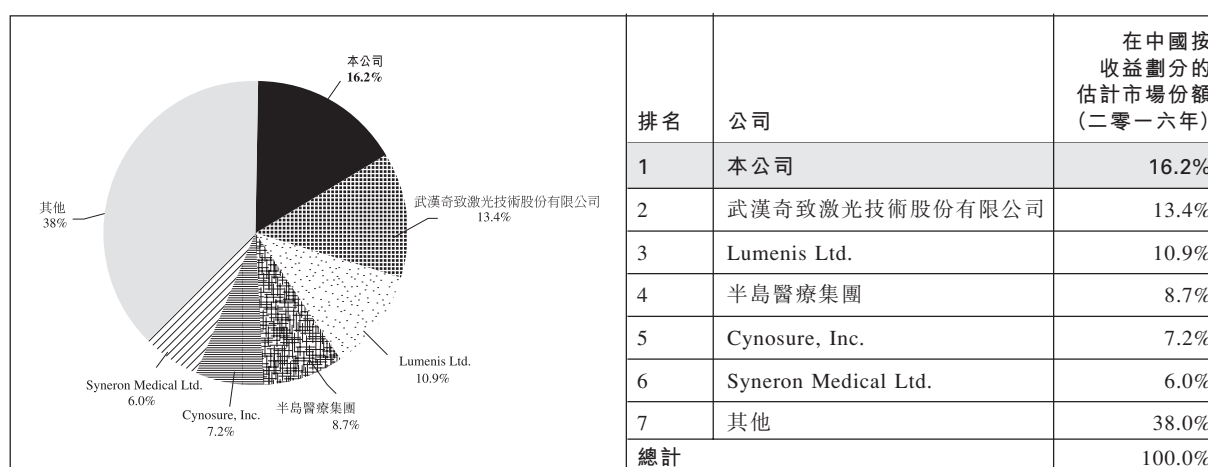 本公司
16.2%
武漢奇致激光技術股份有限公司
13.4%
Lumenis Ltd.
10.9%
半島醫療集團
8.7%
Cynosure, Inc.
7.2%
Syneron Medical Ltd.
6.0%
其他
38%
在中國按
收益劃分的
估計市場份額
排名 公司 (二零一六年)
1 本公司 16.2%
2 武漢奇致激光技術股份有限公司 13.4%
3 Lumenis Ltd. 10.9%
4 半島醫療集團 8.7%
5 Cynosure, Inc. 7.2%
6 Syneron Medical Ltd. 6.0%
7 其他 38.0%
總計 100.0%